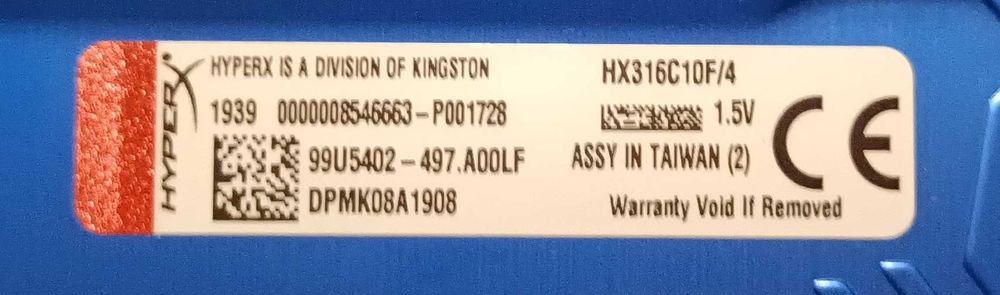 HYPERX
HYPERX IS A DIVISION OF KINGSTON
1939 0000008546663-P001728
99U5402-497.A00LF
DPMK08A1908
HX316C10F/4
1.5V
ASSY IN TAIWAN (2)
Warranty Void If Removed
CE